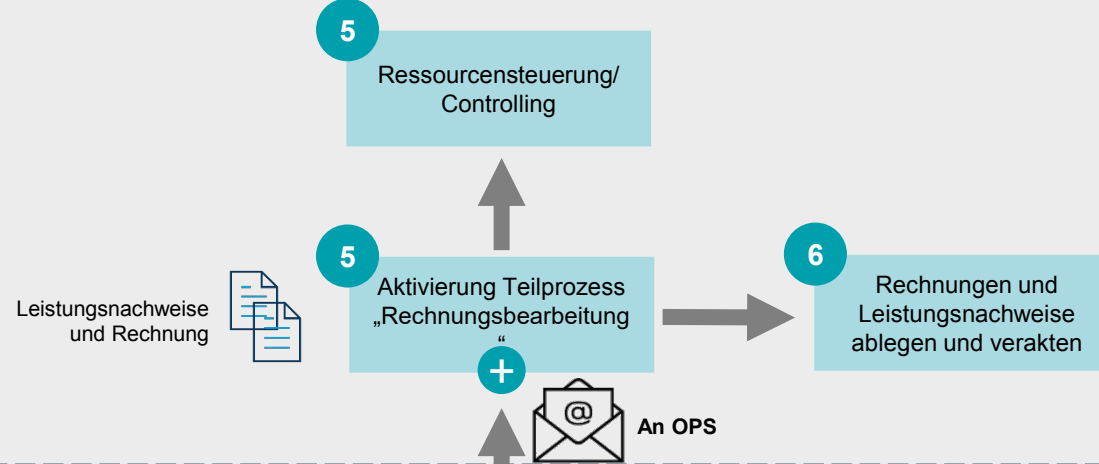 5
Ressourcensteuerung/
Controlling
5
Aktivierung Teilprozess
„Rechnungsbearbeitung
“
+
Leistungsnachweise
und Rechnung
6
Rechnungen und
Leistungsnachweise
ablegen und verakten
@
An OPS